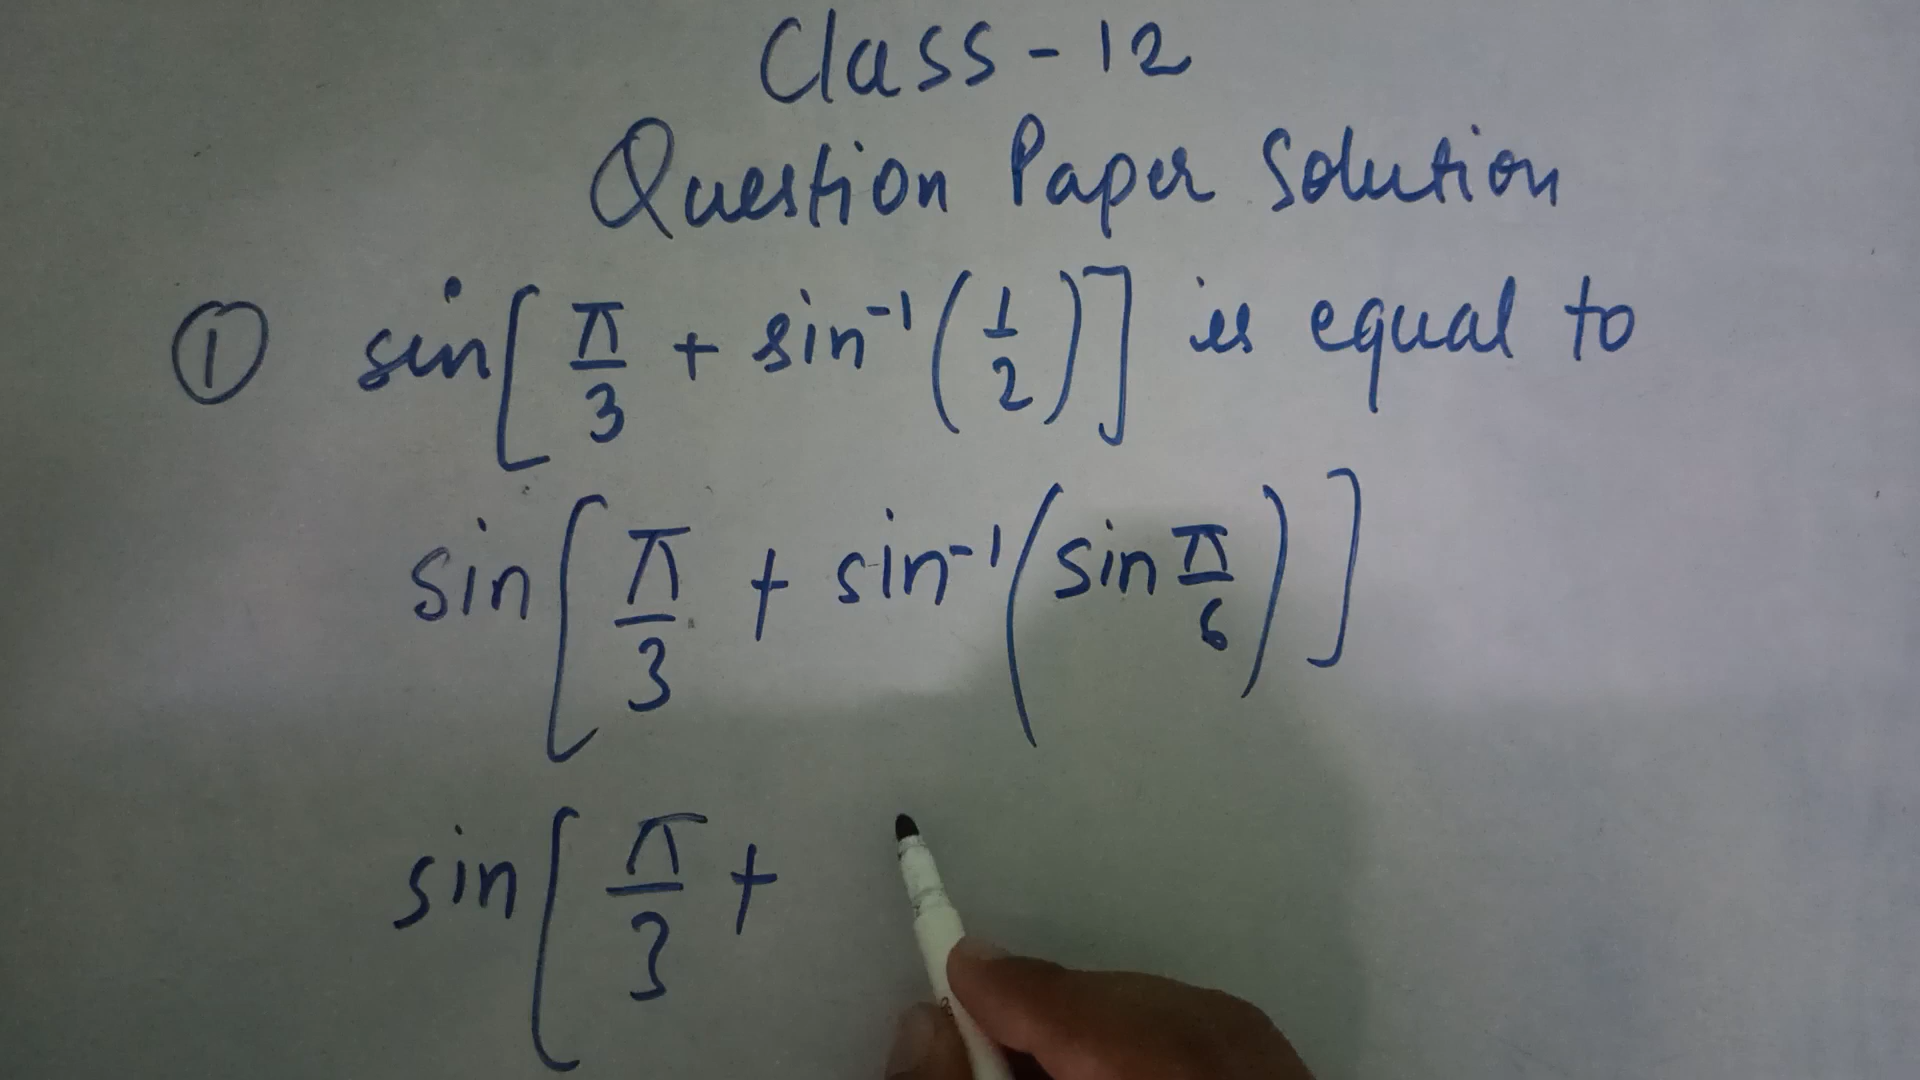 Class - 12
Question Paper Solution
① sin[π/3 + sin⁻¹(1/2)] is equal to
sin[π/3 + sin⁻¹(sin π/6)]
sin[π/3 +